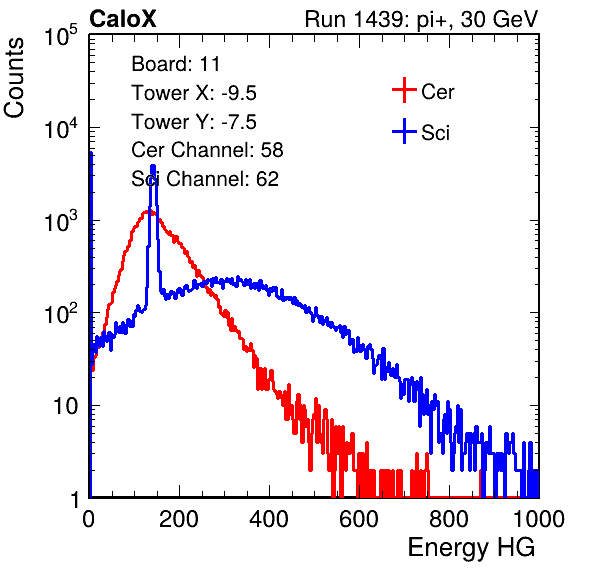 CaloX Run 1439: pi+, 30 GeV
Counts
Board: 11
Tower X: -9.5
Tower Y: -7.5
Cer Channel: 58
Sci Channel: 62
Cer
Sci
10^5
10^4
10^3
10^2
10
1
0 200 400 600 800 1000
Energy HG